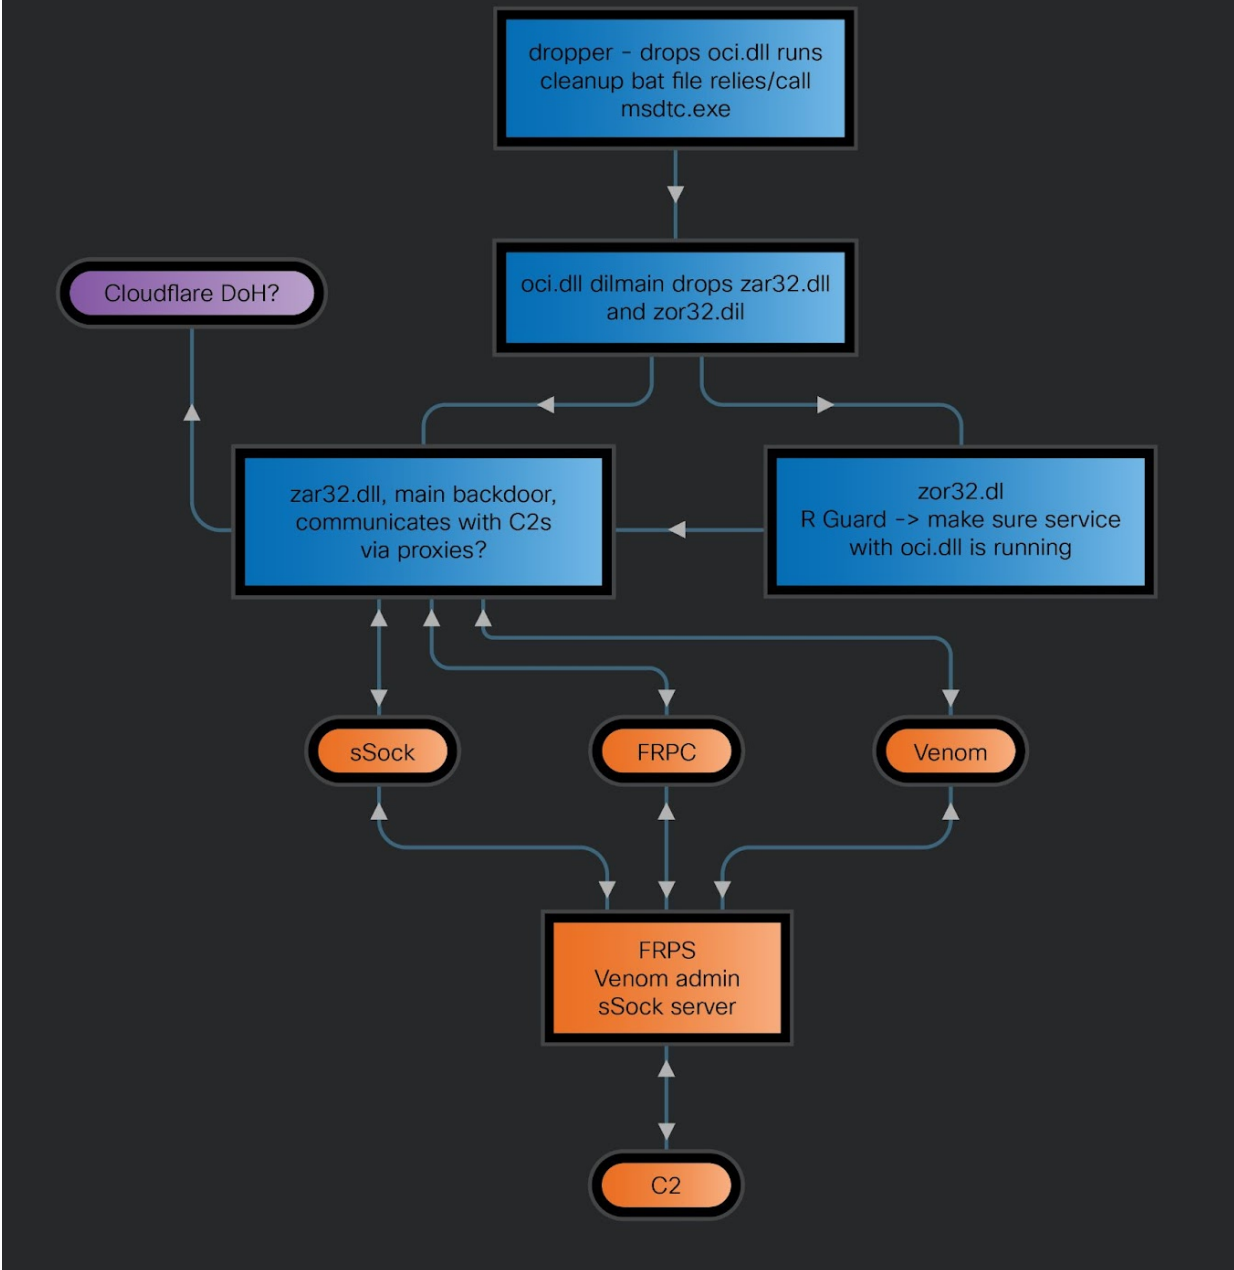 dropper - drops oci.dll runs
cleanup bat file relies/call
msdtc.exe
oci.dll dilmain drops zar32.dll
and zor32.dil
Cloudflare DoH?
zar32.dll, main backdoor,
communicates with C2s
via proxies?
zor32.dl
R Guard -> make sure service
with oci.dll is running
sSock
FRPC
Venom
FRPS
Venom admin
sSock server
C2